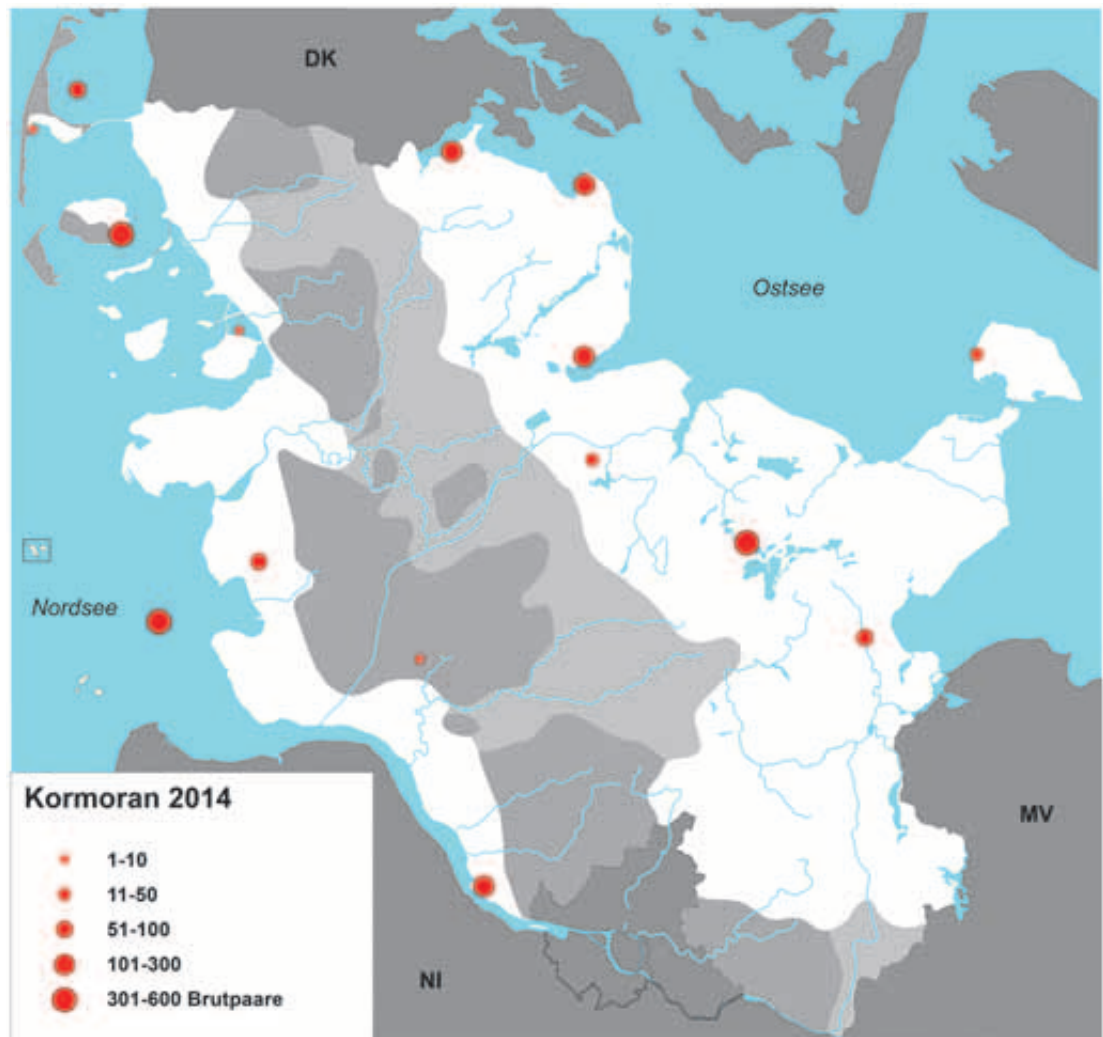 DK
Ostsee
Nordsee
MV
NI
Kormoran 2014
1-10
11-50
51-100
101-300
301-600 Brutpaare